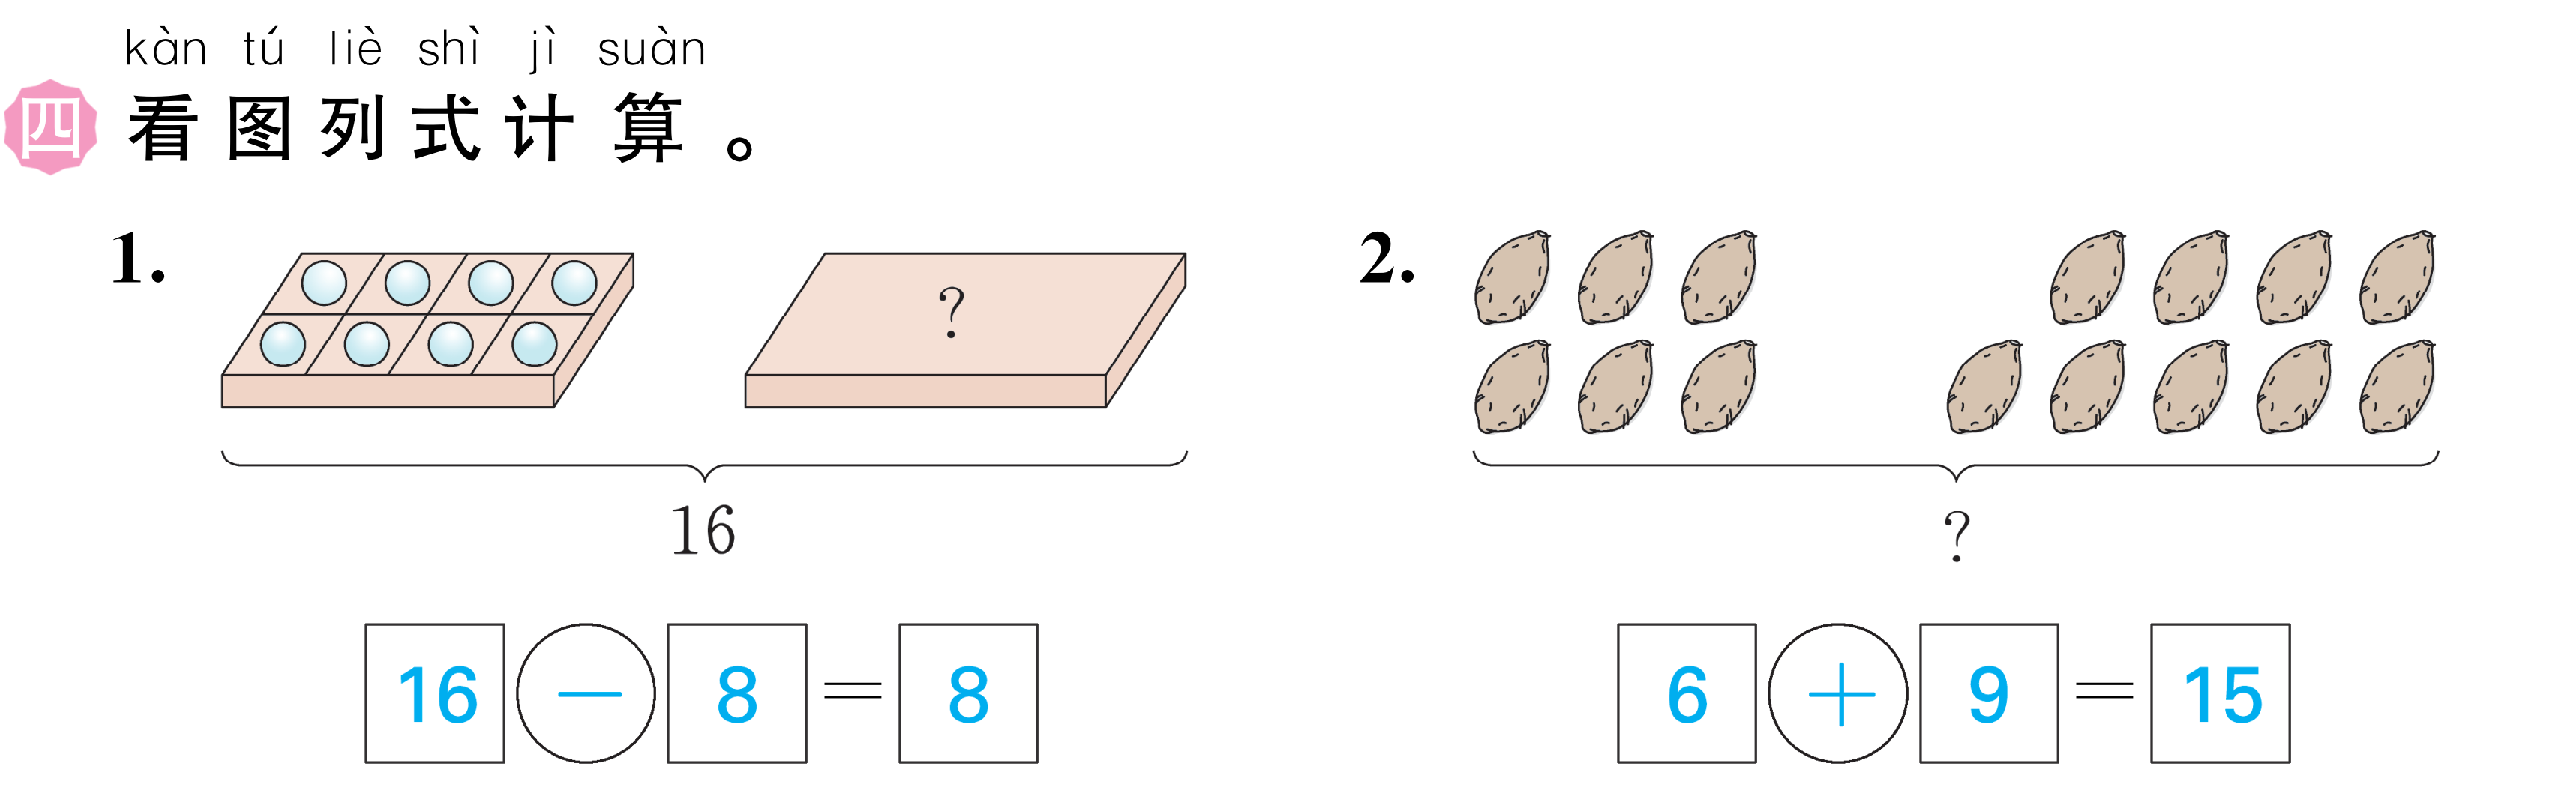 kàn tú liè shì jì suàn
四 看图列式计算。
1.
?
16
16 - 8 = 8
2.
?
6 + 9 = 15